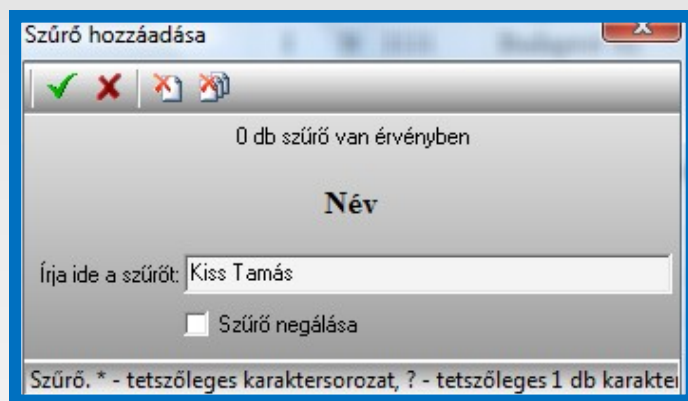 Szűrő hozzáadása
0 db szűrő van érvényben
Név
Írja ide a szűrőt: Kiss Tamás
Szűrő negálása
Szűrő. * - tetszőleges karaktersorozat, ? - tetszőleges 1 db karakter